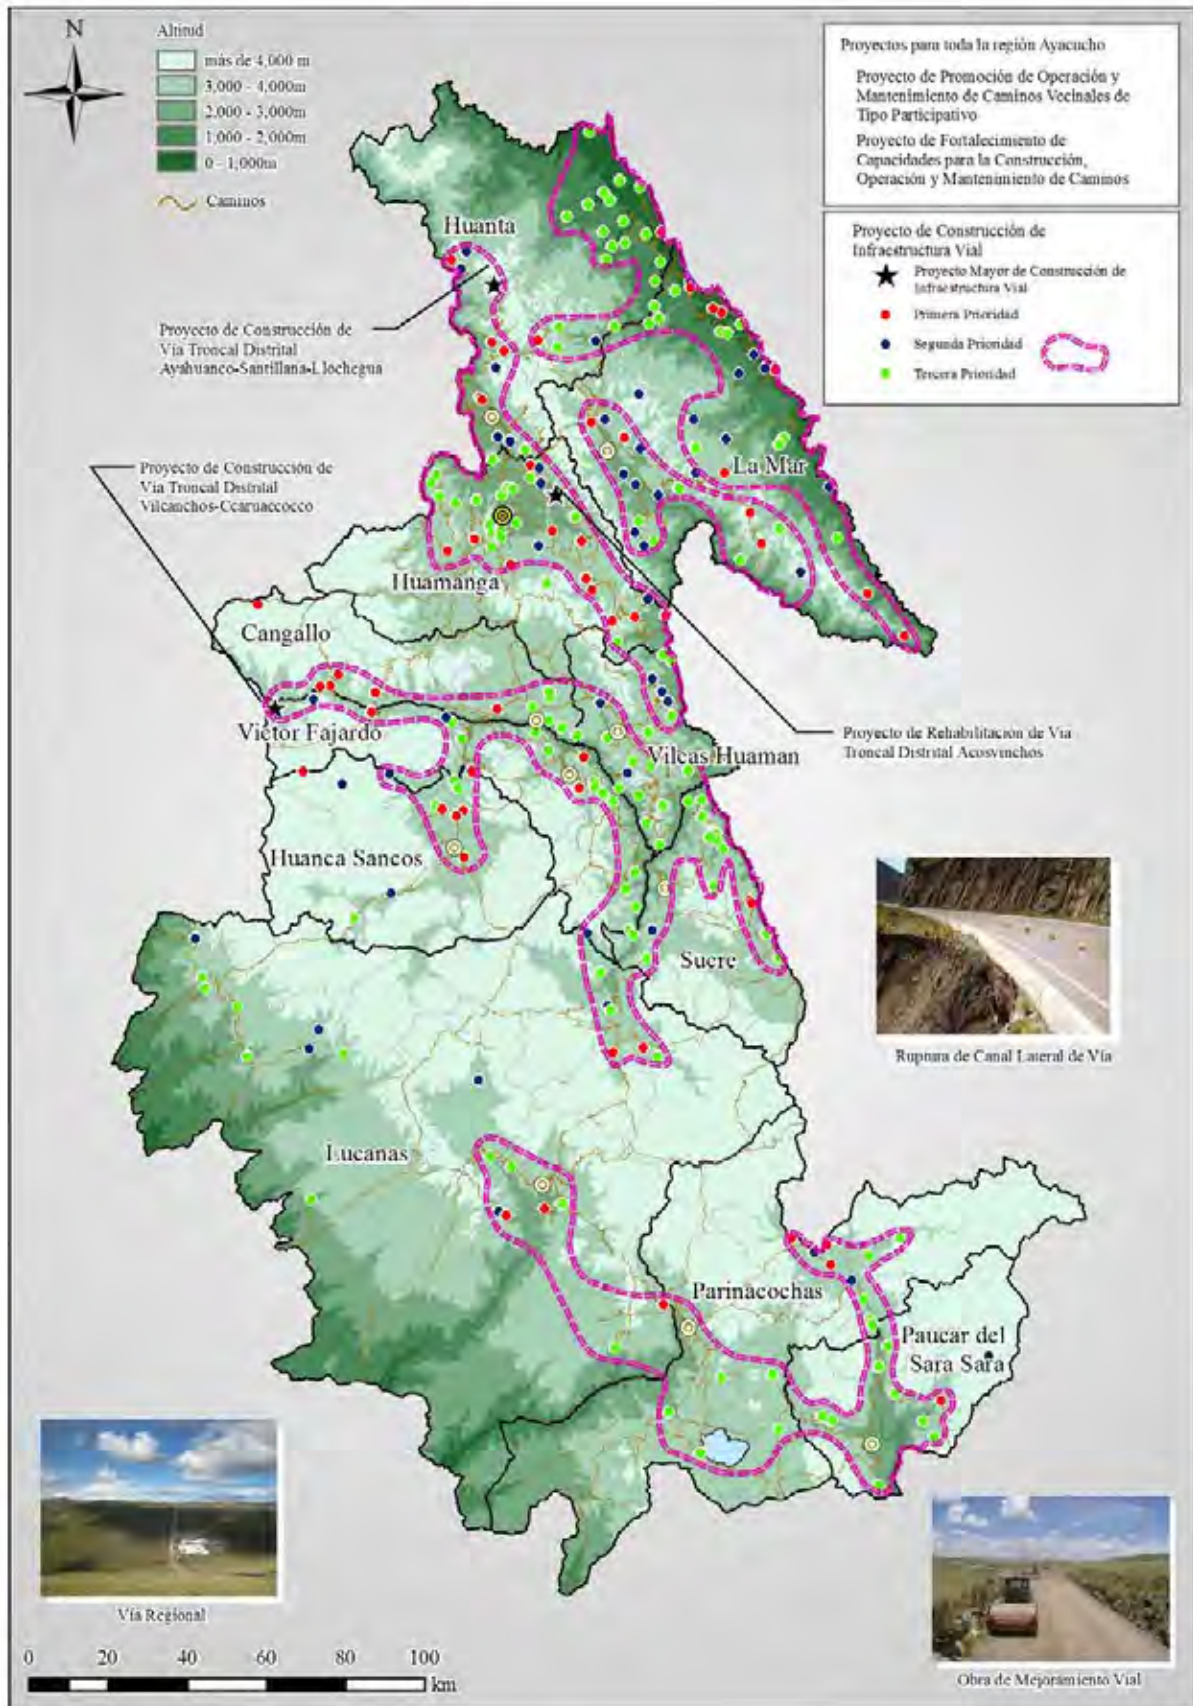 N
Altitud
más de 4,000 m
3,000 - 4,000m
2,000 - 3,000m
1,000 - 2,000m
0 - 1,000m
Caminos
Proyectos para toda la región Ayacucho
Proyecto de Promoción de Operación y
Mantenimiento de Caminos Vecinales de
Tipo Participativo
Proyecto de Fortalecimiento de
Capacidades para la Construcción,
Operación y Mantenimiento de Caminos
Proyecto de Construcción de
Infraestructura Vial
Proyecto Mayor de Construcción de
Infraestructura Vial
Primera Prioridad
Segunda Prioridad
Tercera Prioridad
Huanta
Proyecto de Construcción de
Vía Troncal Distrital
Ayahuanco-Santillana-Llochegua
La Mar
Proyecto de Construcción de
Vía Troncal Distrital
Vilcanchos-Ccaruaccocco
Huamanga
Cangallo
Víctor Fajardo
Vilcas Huaman
Proyecto de Rehabilitación de Vía
Troncal Distrital Acosvinchos
Huanca Sancos
Sucre
Ruptura de Canal Lateral de Vía
Lucanas
Parinacochas
Paucar del
Sara Sara
Vía Regional
Obra de Mejoramiento Vial
0 20 40 60 80 100
km